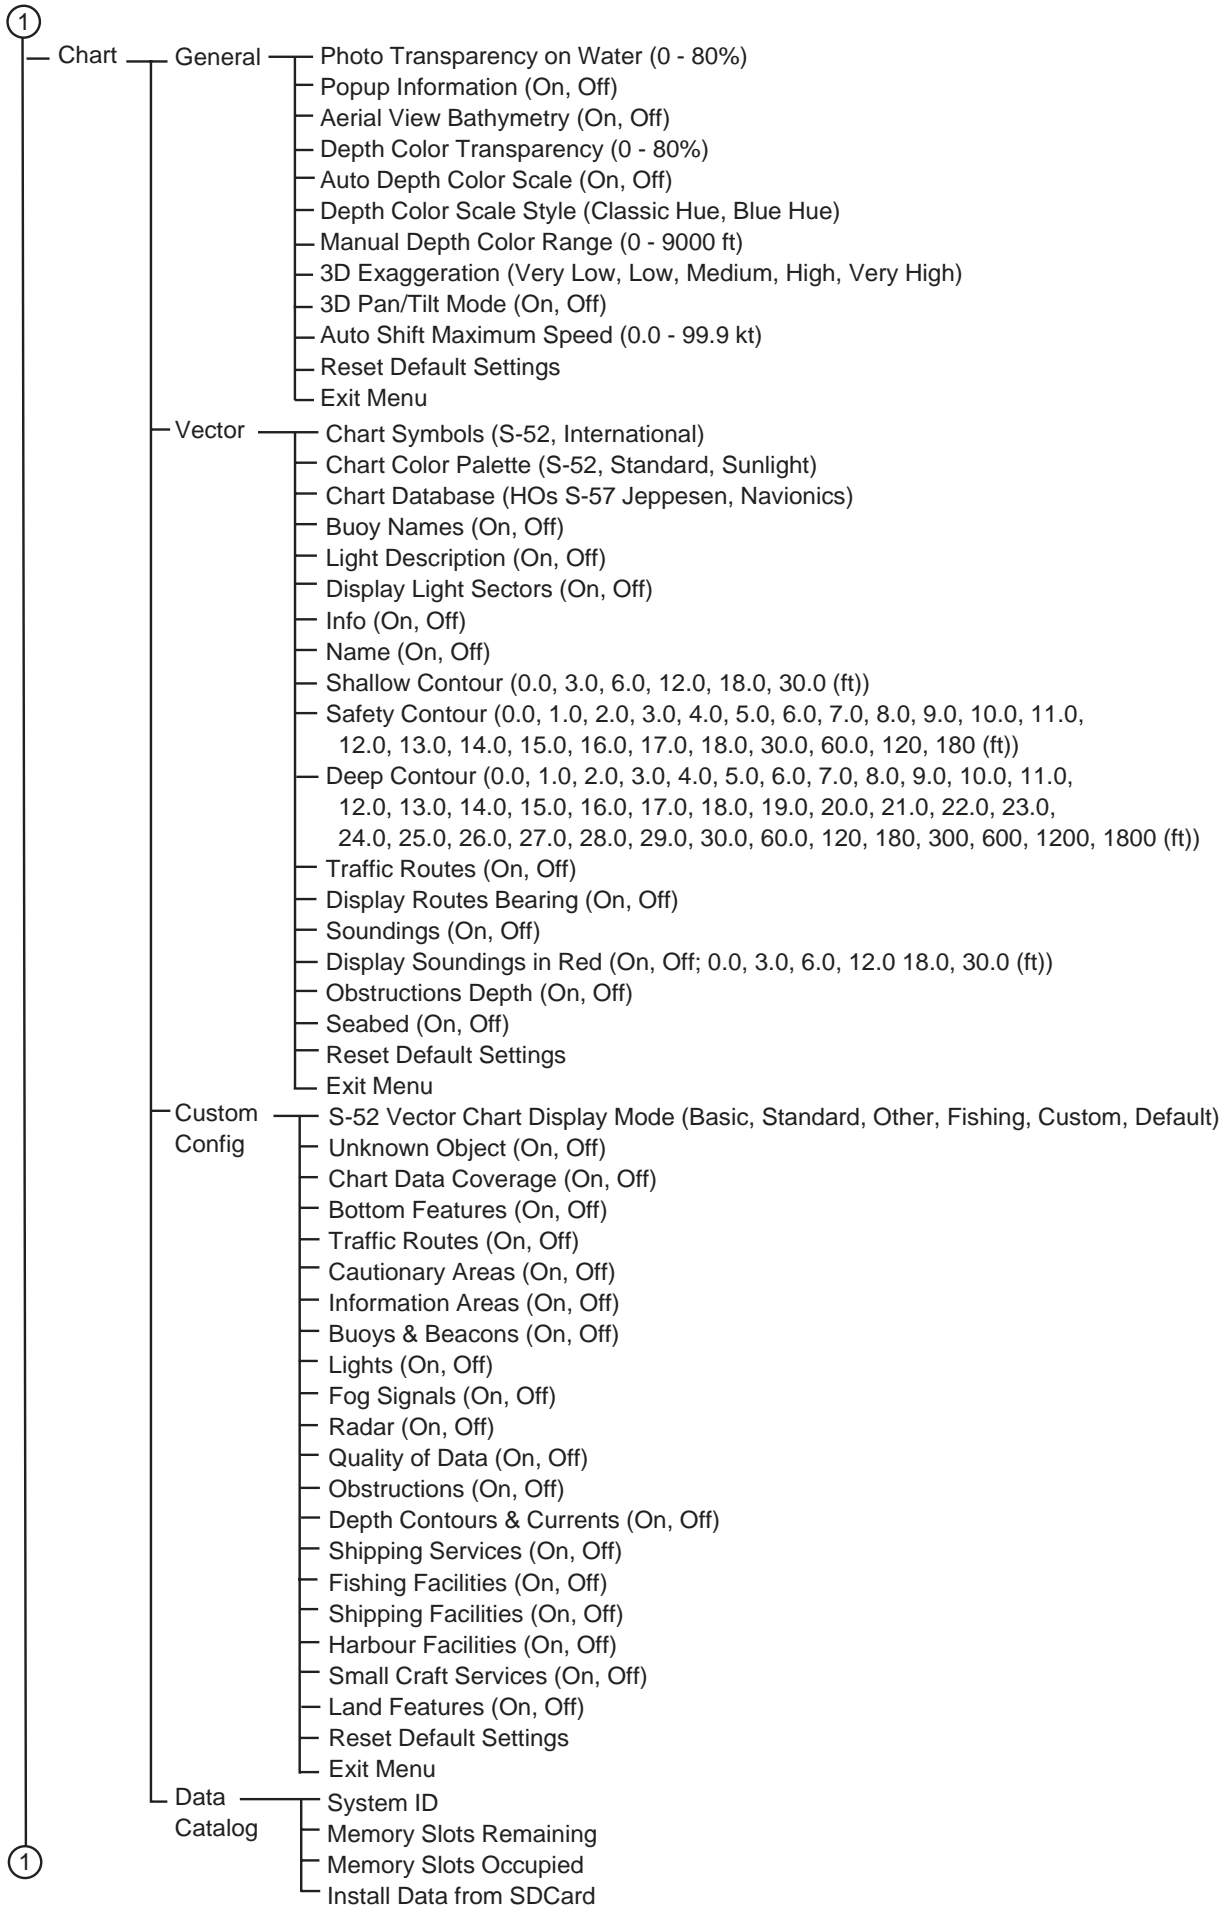 1
Chart
General
Photo Transparency on Water (0 - 80%)
Popup Information (On, Off)
Aerial View Bathymetry (On, Off)
Depth Color Transparency (0 - 80%)
Auto Depth Color Scale (On, Off)
Depth Color Scale Style (Classic Hue, Blue Hue)
Manual Depth Color Range (0 - 9000 ft)
3D Exaggeration (Very Low, Low, Medium, High, Very High)
3D Pan/Tilt Mode (On, Off)
Auto Shift Maximum Speed (0.0 - 99.9 kt)
Reset Default Settings
Exit Menu
Vector
Chart Symbols (S-52, International)
Chart Color Palette (S-52, Standard, Sunlight)
Chart Database (HOs S-57 Jeppesen, Navionics)
Buoy Names (On, Off)
Light Description (On, Off)
Display Light Sectors (On, Off)
Info (On, Off)
Name (On, Off)
Shallow Contour (0.0, 3.0, 6.0, 12.0, 18.0, 30.0 (ft))
Safety Contour (0.0, 1.0, 2.0, 3.0, 4.0, 5.0, 6.0, 7.0, 8.0, 9.0, 10.0, 11.0,
12.0, 13.0, 14.0, 15.0, 16.0, 17.0, 18.0, 30.0, 60.0, 120, 180 (ft))
Deep Contour (0.0, 1.0, 2.0, 3.0, 4.0, 5.0, 6.0, 7.0, 8.0, 9.0, 10.0, 11.0,
12.0, 13.0, 14.0, 15.0, 16.0, 17.0, 18.0, 19.0, 20.0, 21.0, 22.0, 23.0,
24.0, 25.0, 26.0, 27.0, 28.0, 29.0, 30.0, 60.0, 120, 180, 300, 600, 1200, 1800 (ft))
Traffic Routes (On, Off)
Display Routes Bearing (On, Off)
Soundings (On, Off)
Display Soundings in Red (On, Off; 0.0, 3.0, 6.0, 12.0 18.0, 30.0 (ft))
Obstructions Depth (On, Off)
Seabed (On, Off)
Reset Default Settings
Exit Menu
Custom
Config
S-52 Vector Chart Display Mode (Basic, Standard, Other, Fishing, Custom, Default)
Unknown Object (On, Off)
Chart Data Coverage (On, Off)
Bottom Features (On, Off)
Traffic Routes (On, Off)
Cautionary Areas (On, Off)
Information Areas (On, Off)
Buoys & Beacons (On, Off)
Lights (On, Off)
Fog Signals (On, Off)
Radar (On, Off)
Quality of Data (On, Off)
Obstructions (On, Off)
Depth Contours & Currents (On, Off)
Shipping Services (On, Off)
Fishing Facilities (On, Off)
Shipping Facilities (On, Off)
Harbour Facilities (On, Off)
Small Craft Services (On, Off)
Land Features (On, Off)
Reset Default Settings
Exit Menu
Data
Catalog
System ID
Memory Slots Remaining
Memory Slots Occupied
Install Data from SDCard
1